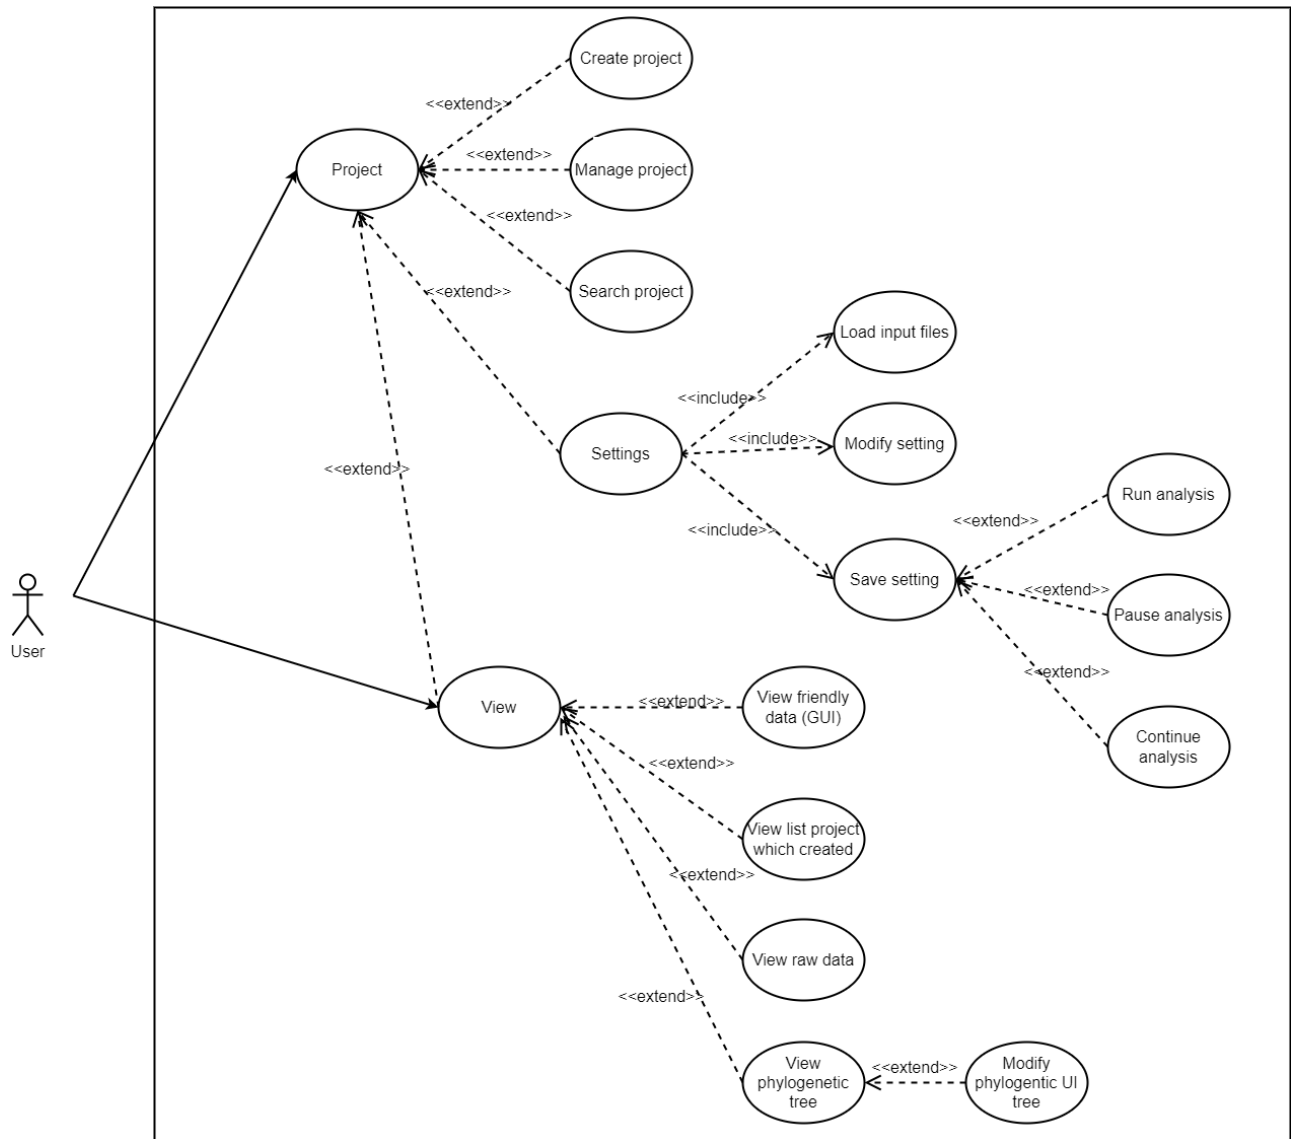 Create project
<<extend>>
<<extend>>
Project
Manage project
<<extend>>
<<extend>>
Search project
Load input files
<<include>>
<<include>>
Modify setting
Settings
<<extend>>
Run analysis
<<include>>
<<extend>>
Save setting
<<extend>>
Pause analysis
User
<<extend>>
View
<<extend>>
View friendly
data (GUI)
Continue
analysis
<<extend>>
View list project
which created
<<extend>>
View raw data
<<extend>>
View
phylogenetic
tree
<<extend>>
Modify
phylogentic UI
tree